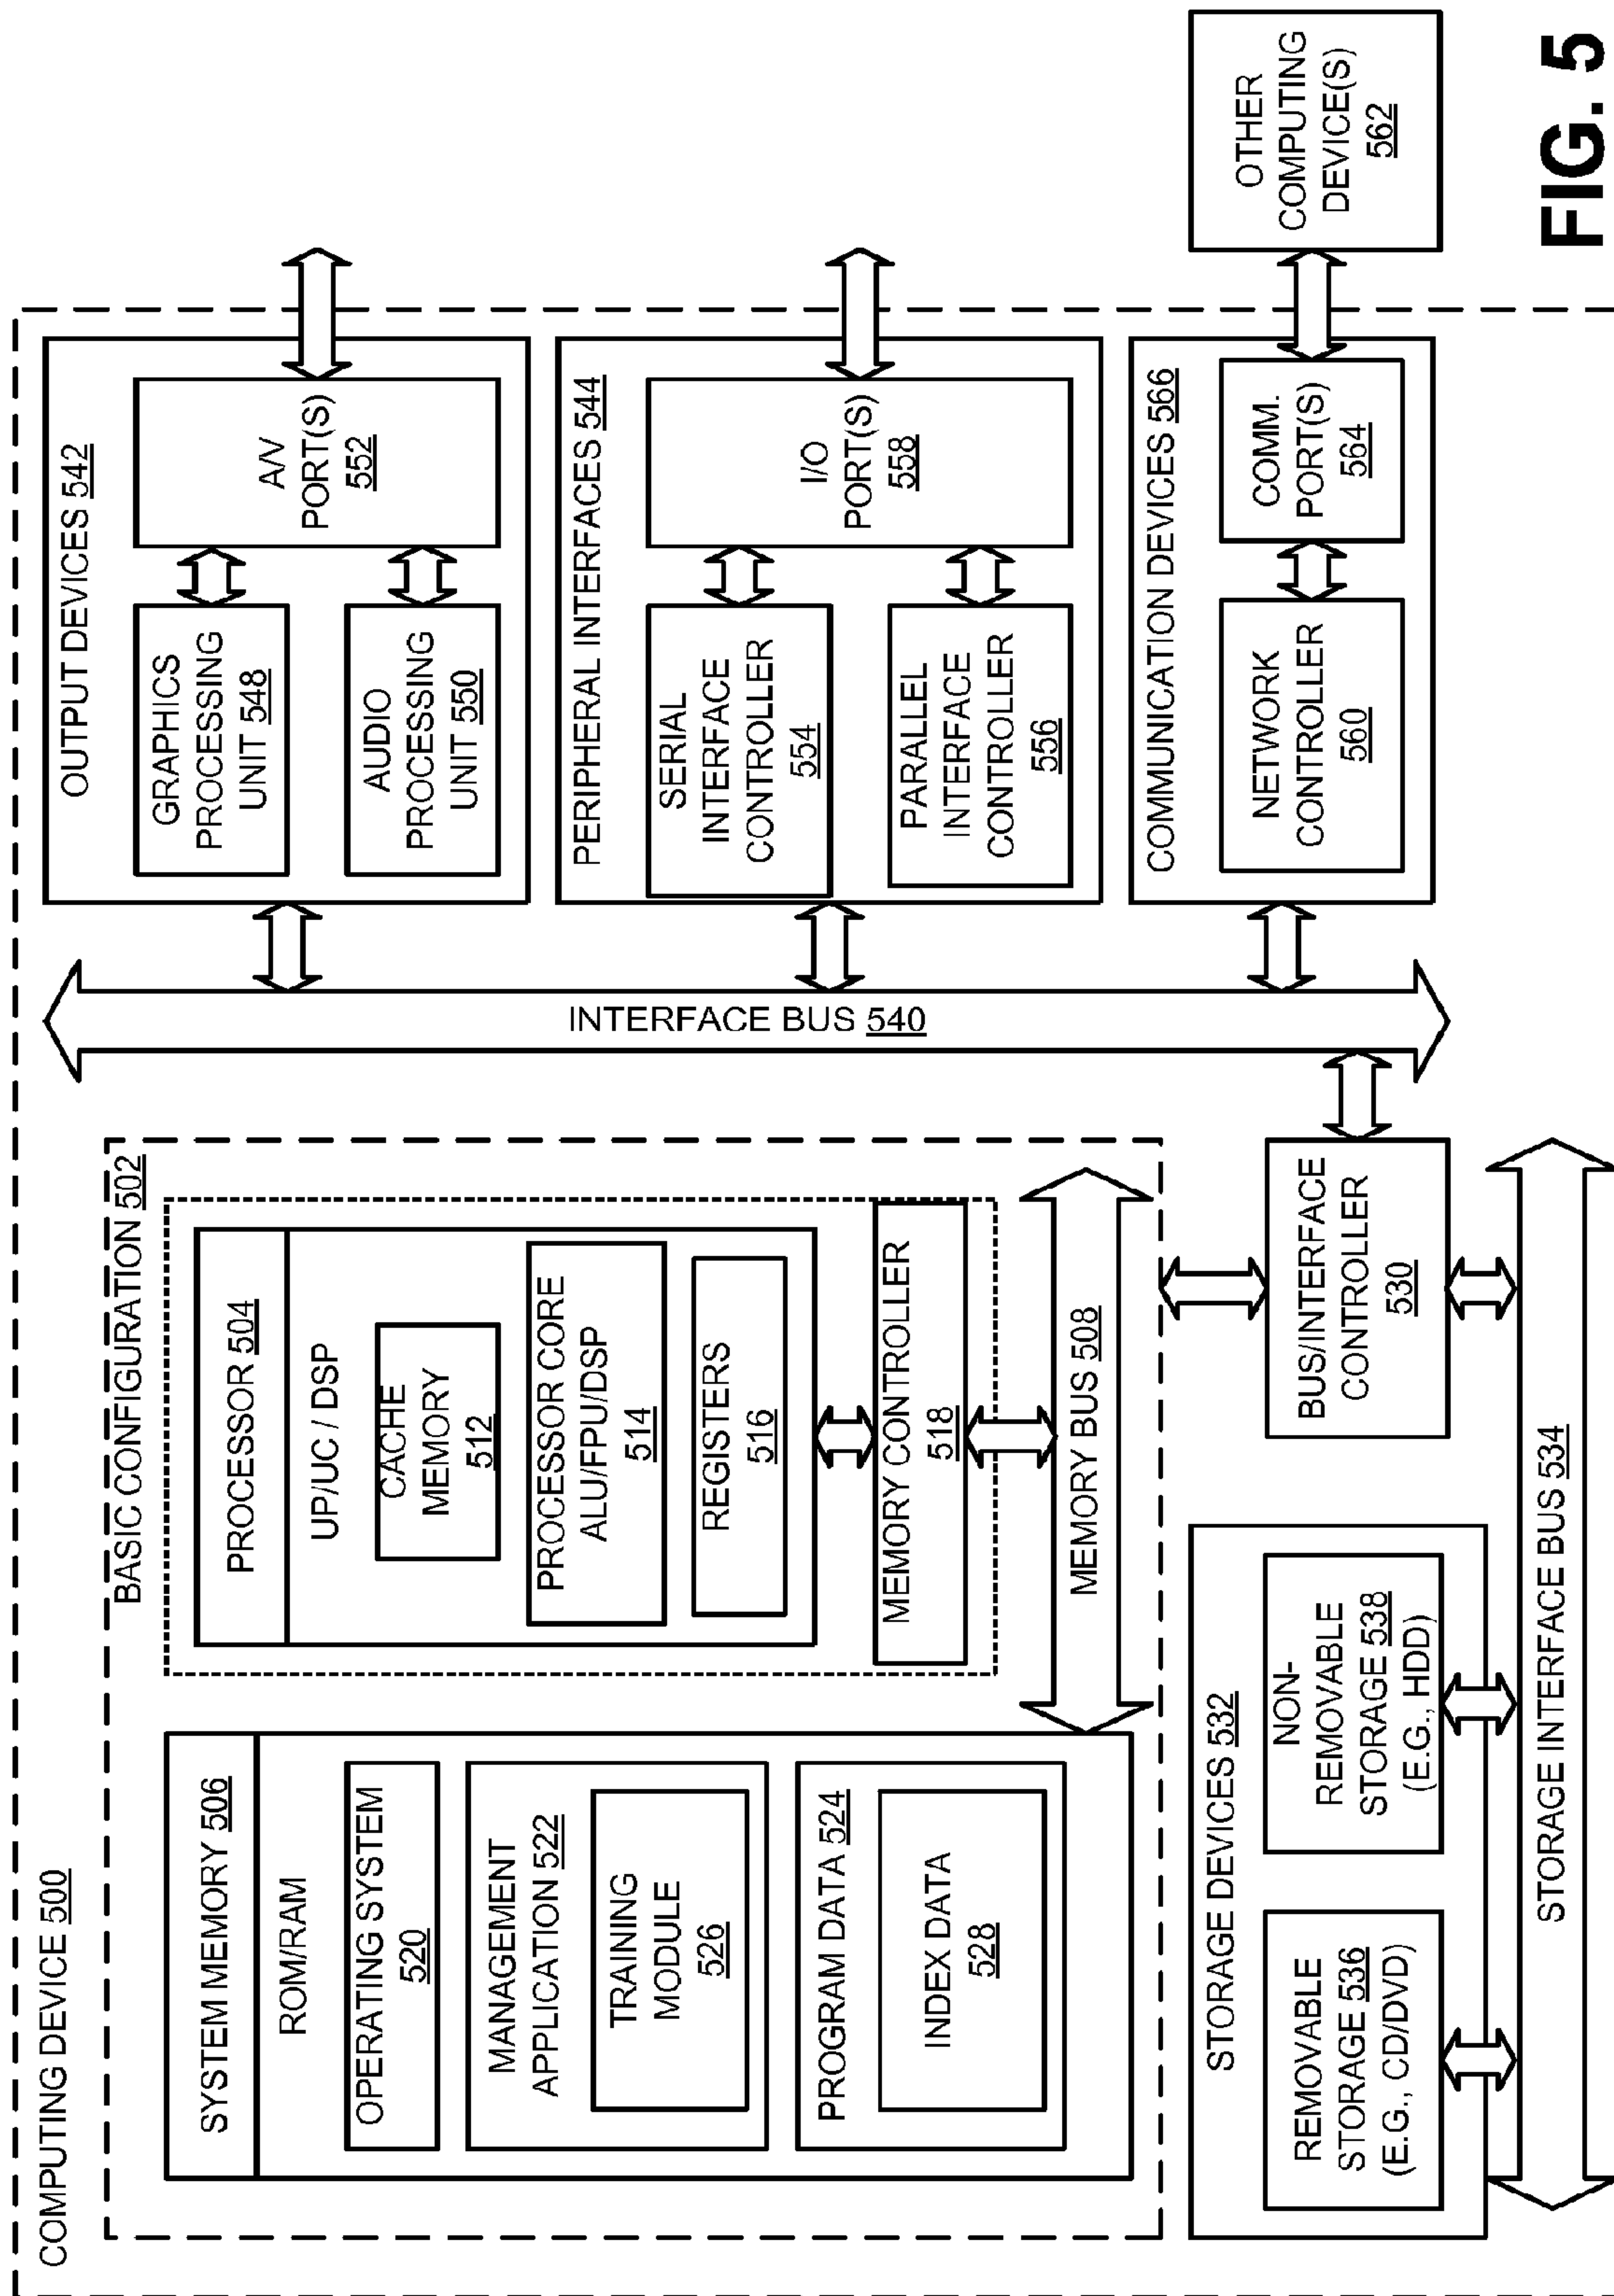 COMPUTING DEVICE 500
BASIC CONFIGURATION 502
SYSTEM MEMORY 506
ROM/RAM
OPERATING SYSTEM
520
MANAGEMENT
APPLICATION 522
TRAINING
MODULE
526
PROGRAM DATA 524
INDEX DATA
528
PROCESSOR 504
UP/UC / DSP
CACHE
MEMORY
512
PROCESSOR CORE
ALU/FPU/DSP
514
REGISTERS
516
MEMORY CONTROLLER
518
MEMORY BUS 508
STORAGE DEVICES 532
REMOVABLE
STORAGE 536
(E.G., CD/DVD)
NON-
REMOVABLE
STORAGE 538
(E.G., HDD)
STORAGE INTERFACE BUS 534
BUS/INTERFACE
CONTROLLER
530
INTERFACE BUS 540
OUTPUT DEVICES 542
GRAPHICS
PROCESSING
UNIT 548
AUDIO
PROCESSING
UNIT 550
A/V
PORT(S)
552
PERIPHERAL INTERFACES 544
SERIAL
INTERFACE
CONTROLLER
554
PARALLEL
INTERFACE
CONTROLLER
556
I/O
PORT(S)
558
COMMUNICATION DEVICES 566
NETWORK
CONTROLLER
560
COMM.
PORT(S)
564
OTHER
COMPUTING
DEVICE(S)
562
FIG. 5